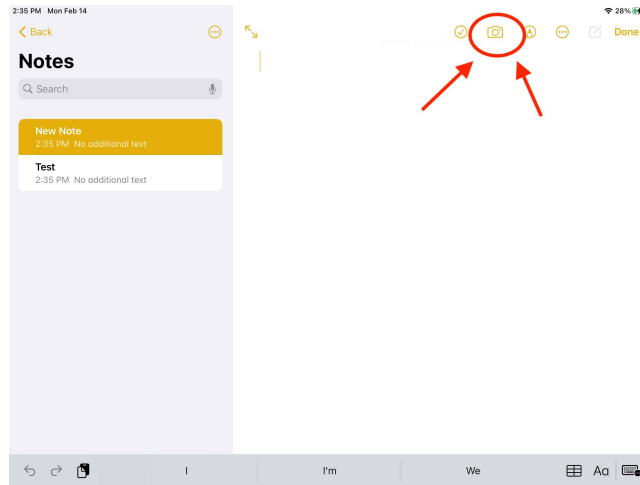 2:35 PM Mon Feb 14
28%
Back
Done
Notes
Search
New Note
2:35 PM No additional text
Test
2:35 PM No additional text
I
I'm
We
Aa